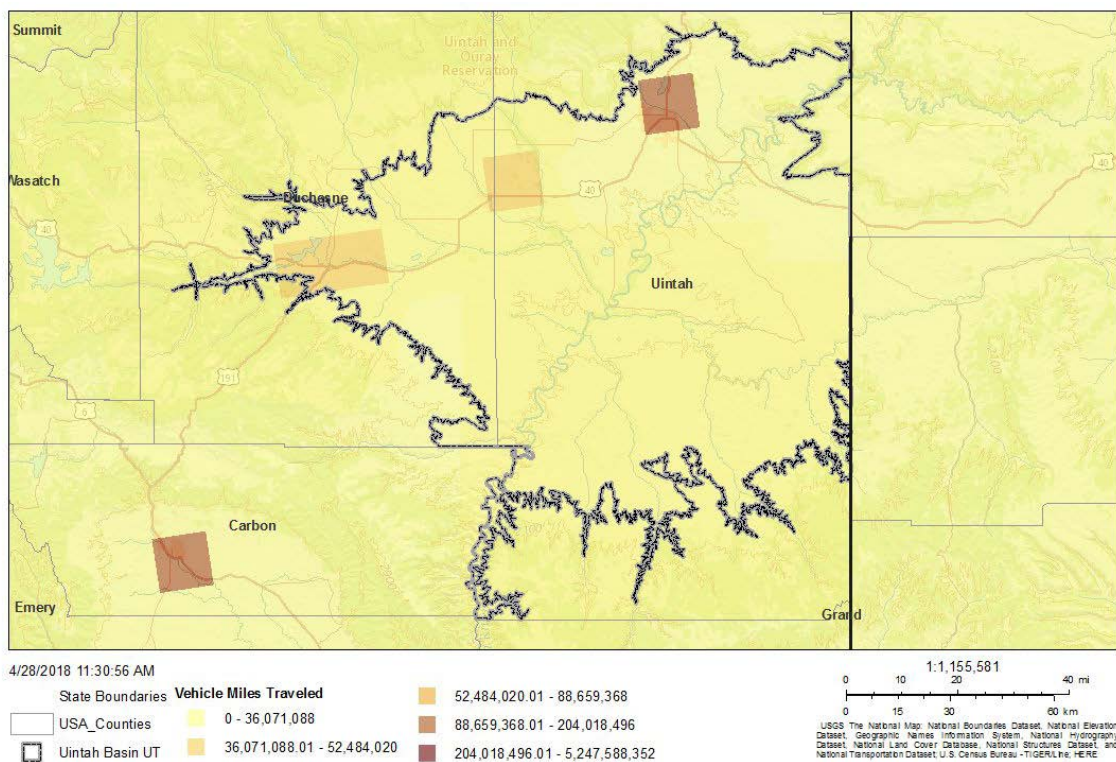 Summit
Uintah and
Ouray
Reservation
40
Wasatch
Duchesne
40
40
Uintah
191
6
Carbon
Emery
Grand
4/28/2018 11:30:56 AM
State Boundaries
USA_Counties
Uintah Basin UT
Vehicle Miles Traveled
0 - 36,071,088
36,071,088.01 - 52,484,020
52,484,020.01 - 88,659,368
88,659,368.01 - 204,018,496
204,018,496.01 - 5,247,588,352
1:1,155,581
0 10 20 40 mi
0 15 30 60 km
USGS The National Map: National Boundaries Dataset, National Elevation
Dataset, Geographic Names Information System, National Hydrography
Dataset, National Land Cover Database, National Structures Dataset, and
National Transportation Dataset; U.S. Census Bureau - TIGER/Line; HERE